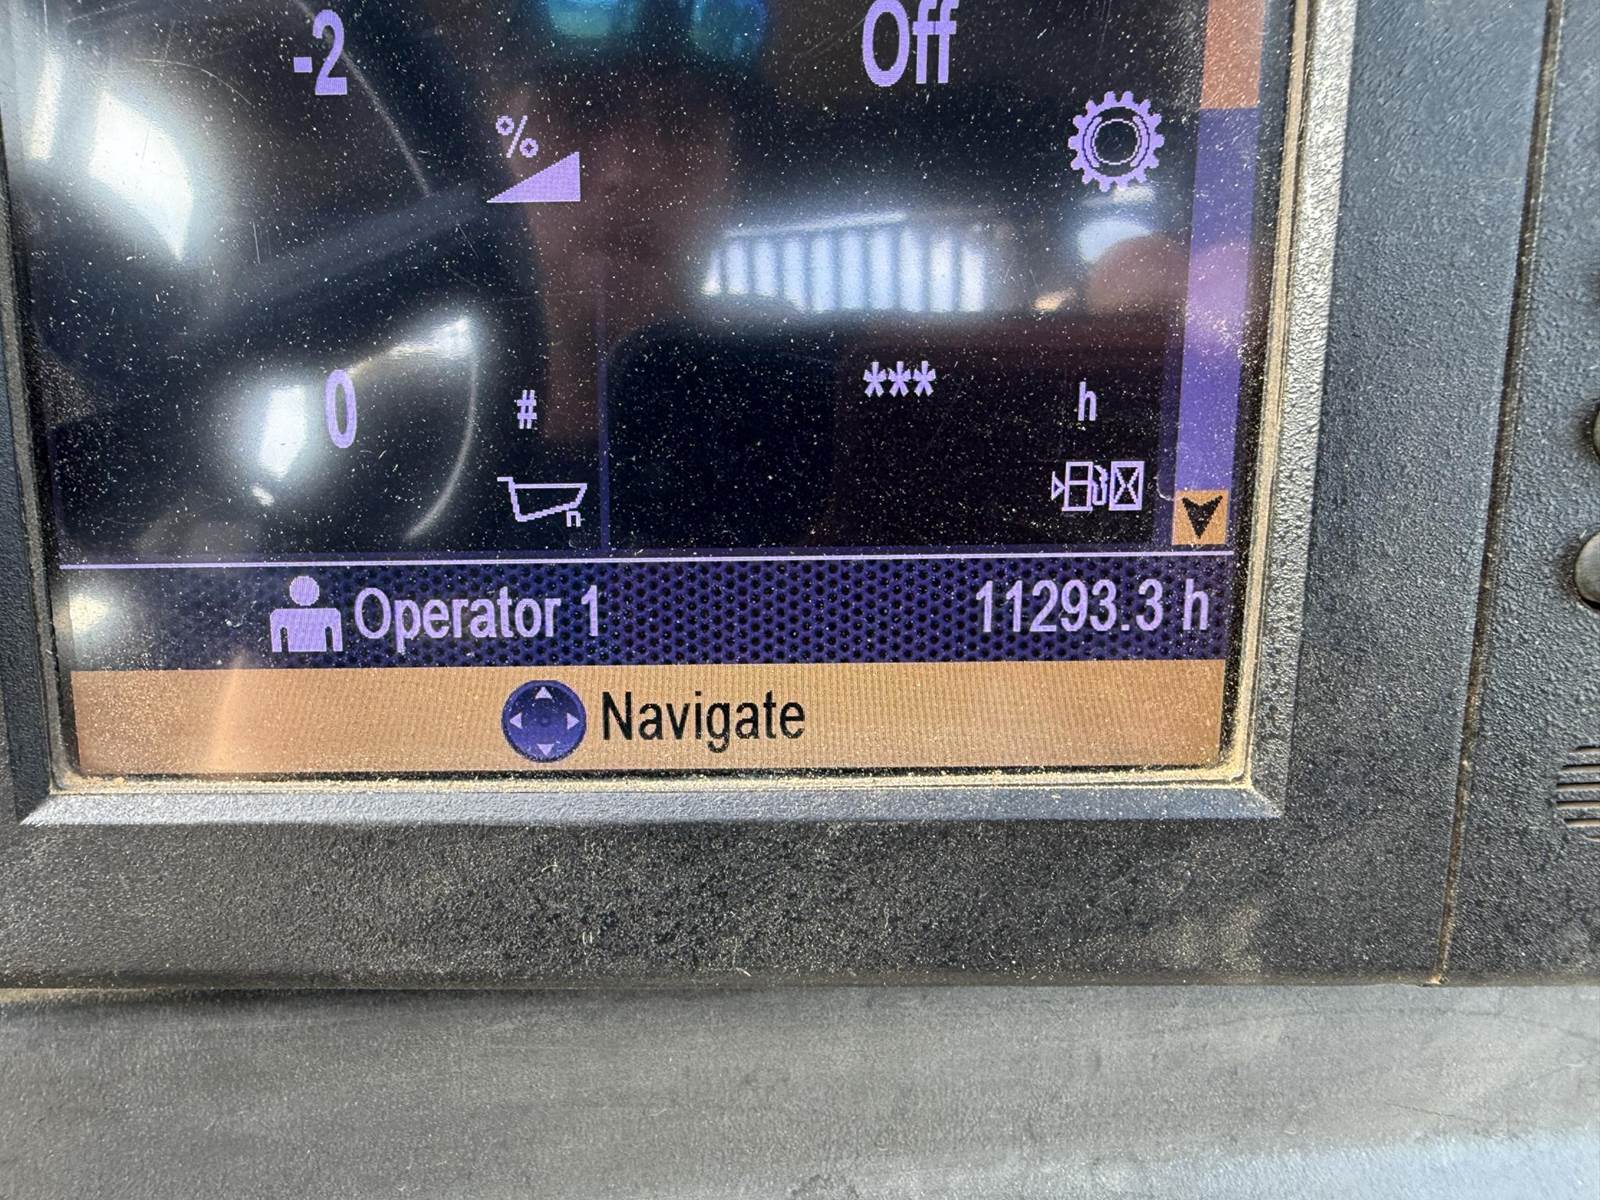 -2
Off
%
0
#
***
h
n
Operator 1
11293.3 h
Navigate